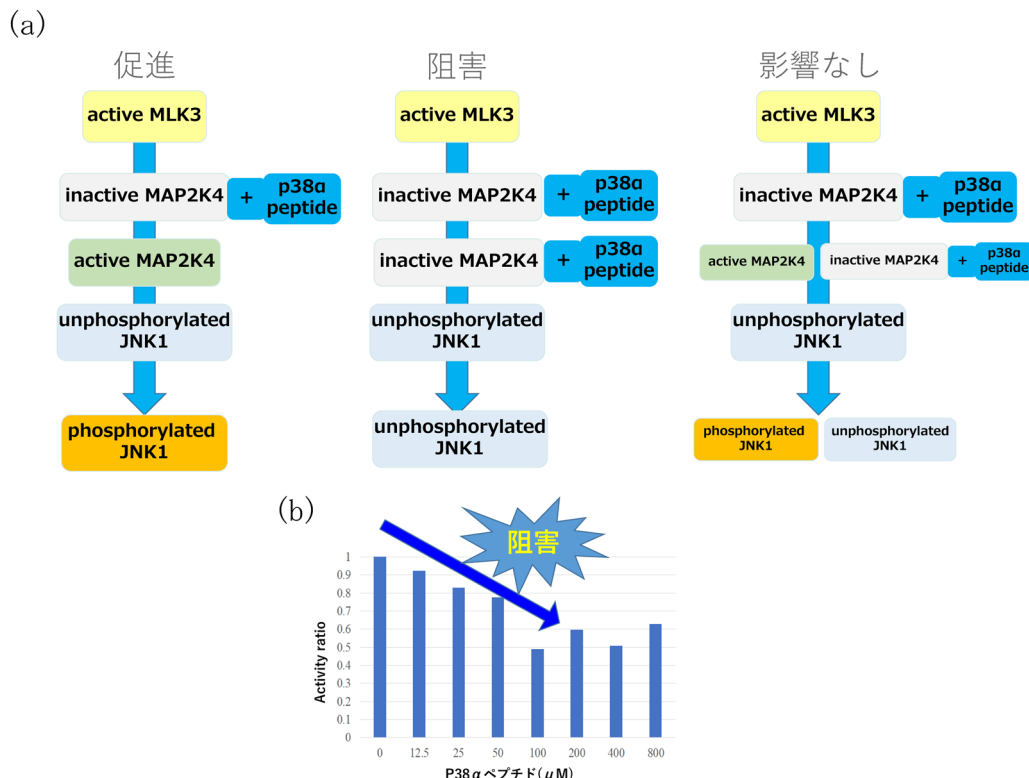 (a)
促進
active MLK3
inactive MAP2K4
+
p38α
peptide
active MAP2K4
unphosphorylated
JNK1
phosphorylated
JNK1
阻害
active MLK3
inactive MAP2K4
+
p38α
peptide
inactive MAP2K4
+
p38α
peptide
unphosphorylated
JNK1
unphosphorylated
JNK1
影響なし
active MLK3
inactive MAP2K4
+
p38α
peptide
active MAP2K4
inactive MAP2K4
+
p38α
peptide
unphosphorylated
JNK1
phosphorylated
JNK1
unphosphorylated
JNK1
(b)
阻害
Activity ratio
1
0.9
0.8
0.7
0.6
0.5
0.4
0.3
0.2
0.1
0
0 12.5 25 50 100 200 400 800
P38αペプチド(μM)